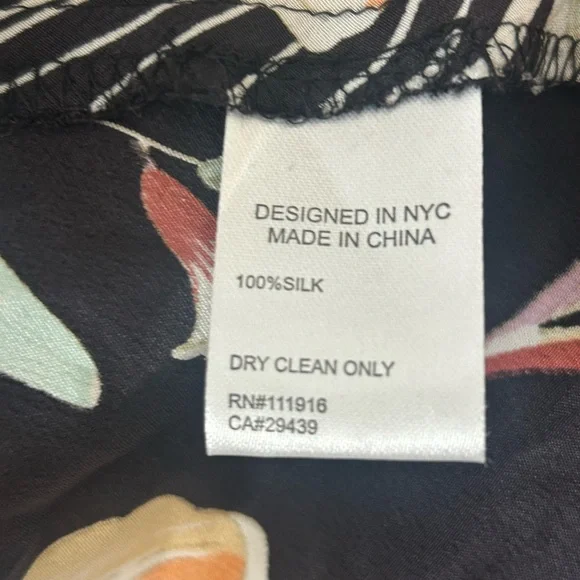 DESIGNED IN NYC
MADE IN CHINA
100%SILK
DRY CLEAN ONLY
RN#111916
CA#29439